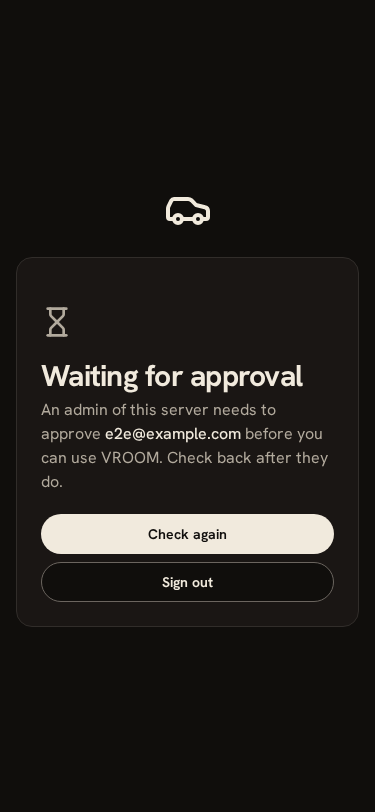 Waiting for approval
An admin of this server needs to
approve e2e@example.com before you
can use VROOM. Check back after they
do.
Check again
Sign out